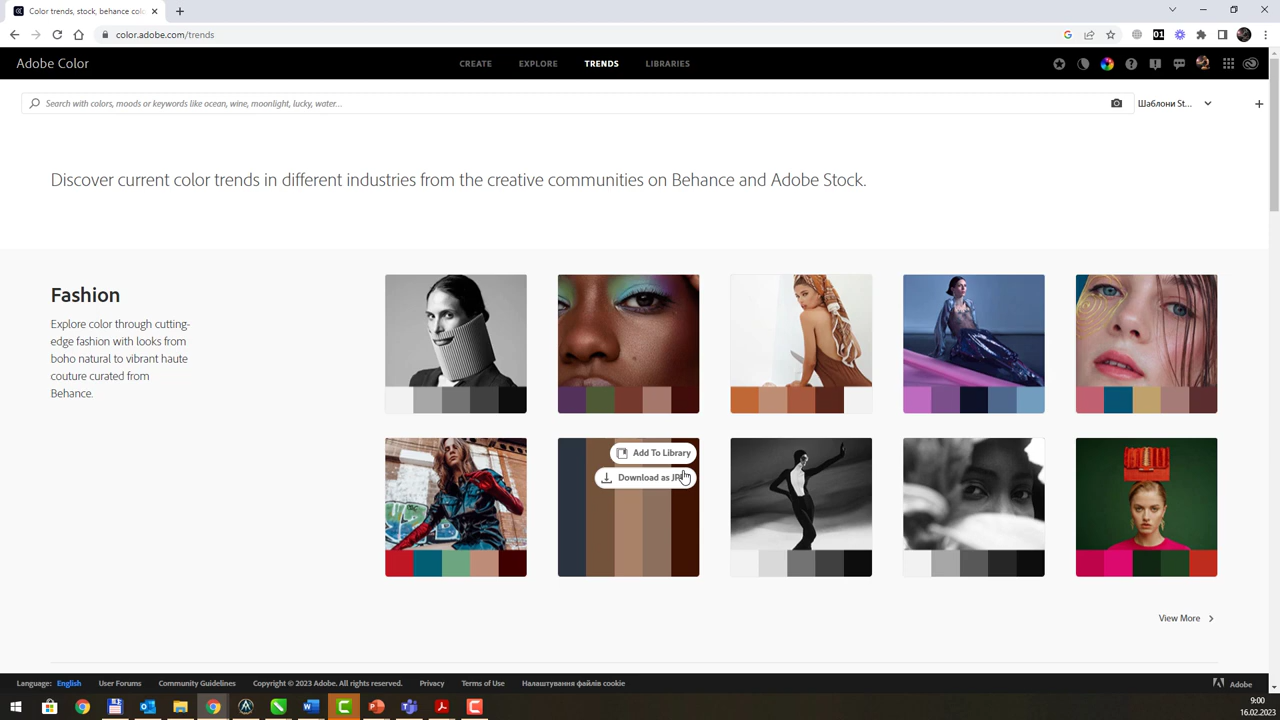 Color trends, stock, behance colo
color.adobe.com/trends
01
Adobe Color
CREATE
EXPLORE
TRENDS
LIBRARIES
Search with colors, moods or keywords like ocean, wine, moonlight, lucky, water...
Шаблони St...
Discover current color trends in different industries from the creative communities on Behance and Adobe Stock.
Fashion
Explore color through cutting-
edge fashion with looks from
boho natural to vibrant haute
couture curated from
Behance.
Add To Library
Download as
View More
Language: English
User Forums
Community Guidelines
Copyright © 2023 Adobe. All rights reserved.
Privacy
Terms of Use
Налаштування файлів cookie
Adobe
9:00
16.02.2023